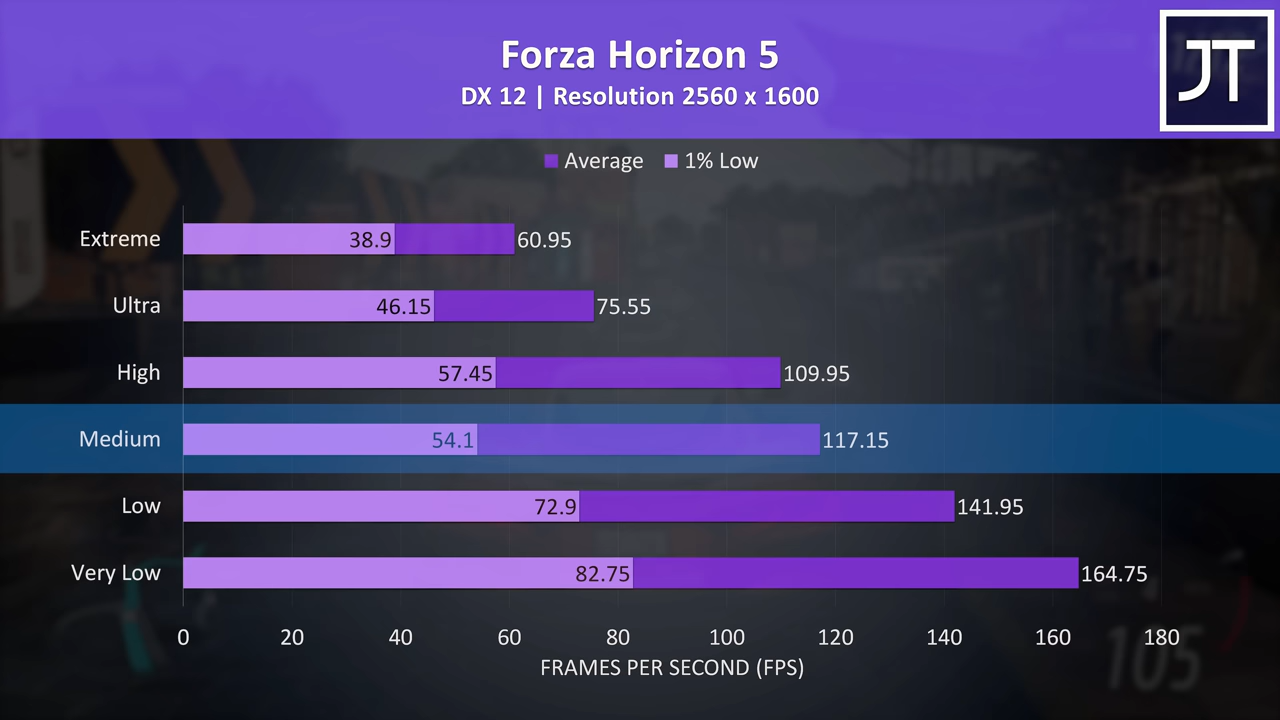 Forza Horizon 5
DX 12 | Resolution 2560 x 1600
JT
Average 1% Low
Extreme 38.9 60.95
Ultra 46.15 75.55
High 57.45 109.95
Medium 54.1 117.15
Low 72.9 141.95
Very Low 82.75 164.75
0 20 40 60 80 100 120 140 160 180
FRAMES PER SECOND (FPS)
105